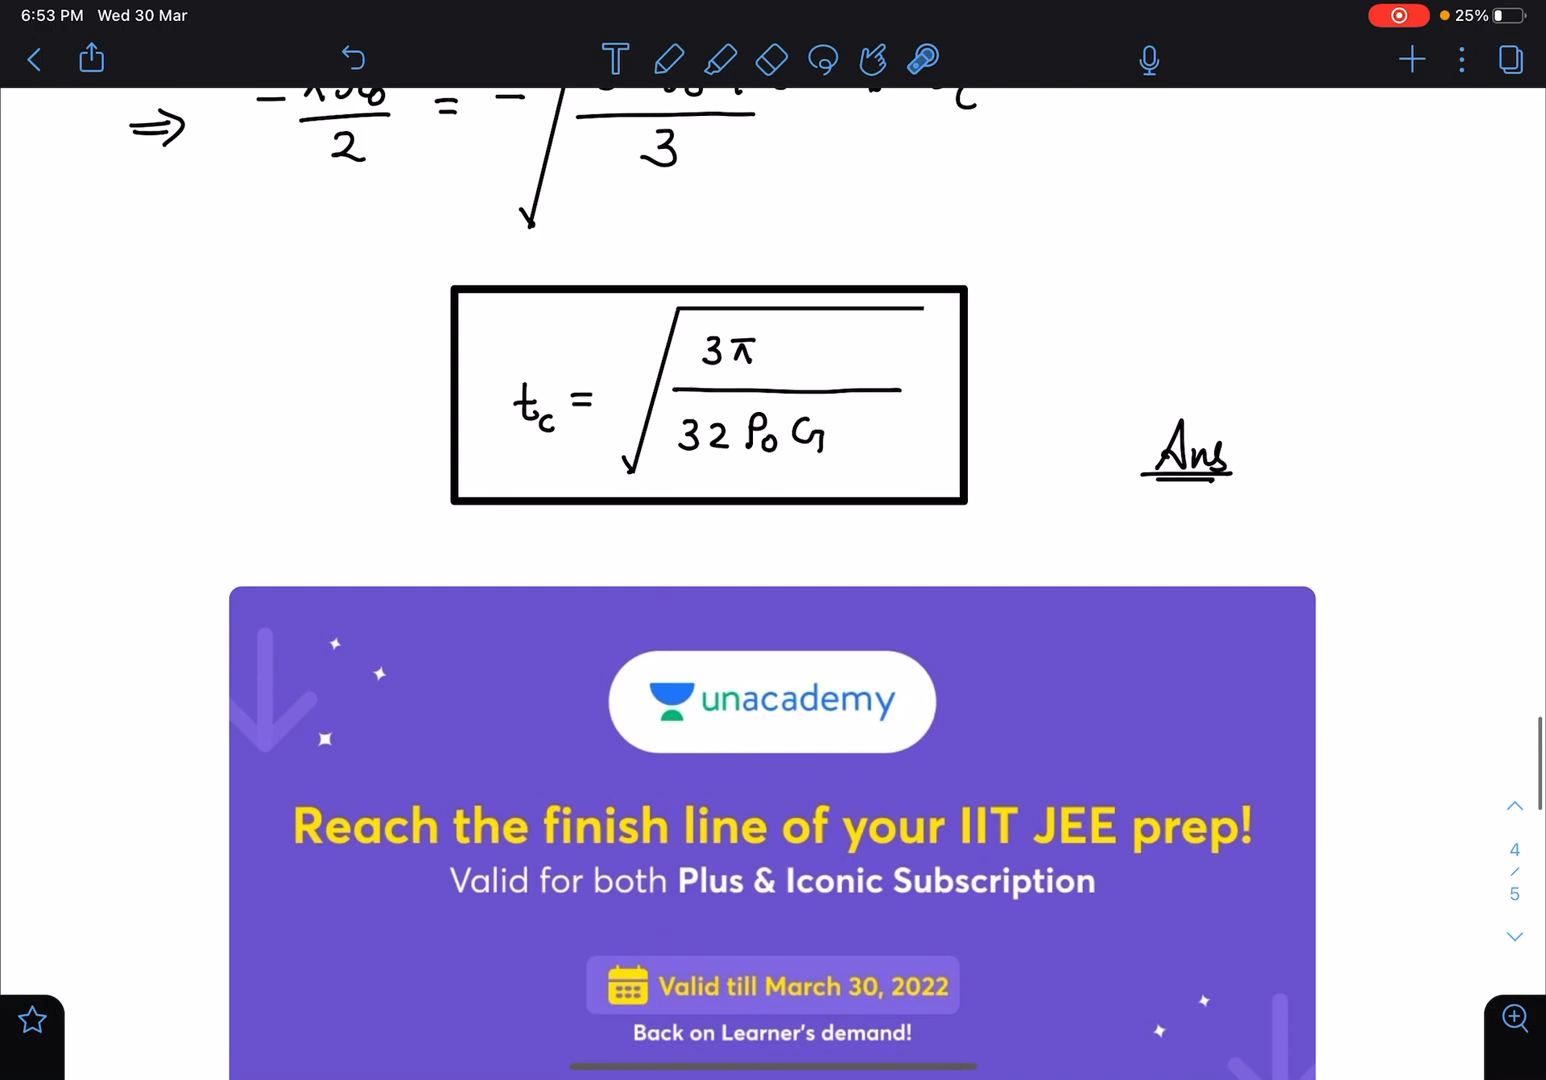 6:53 PM Wed 30 Mar
25%
⇒ - / 2 = - √ / 3
t_c = √(3π / 32 ρ₀ G)
Ans
unacademy
Reach the finish line of your IIT JEE prep!
Valid for both Plus & Iconic Subscription
Valid till March 30, 2022
Back on Learner's demand!
4
/
5